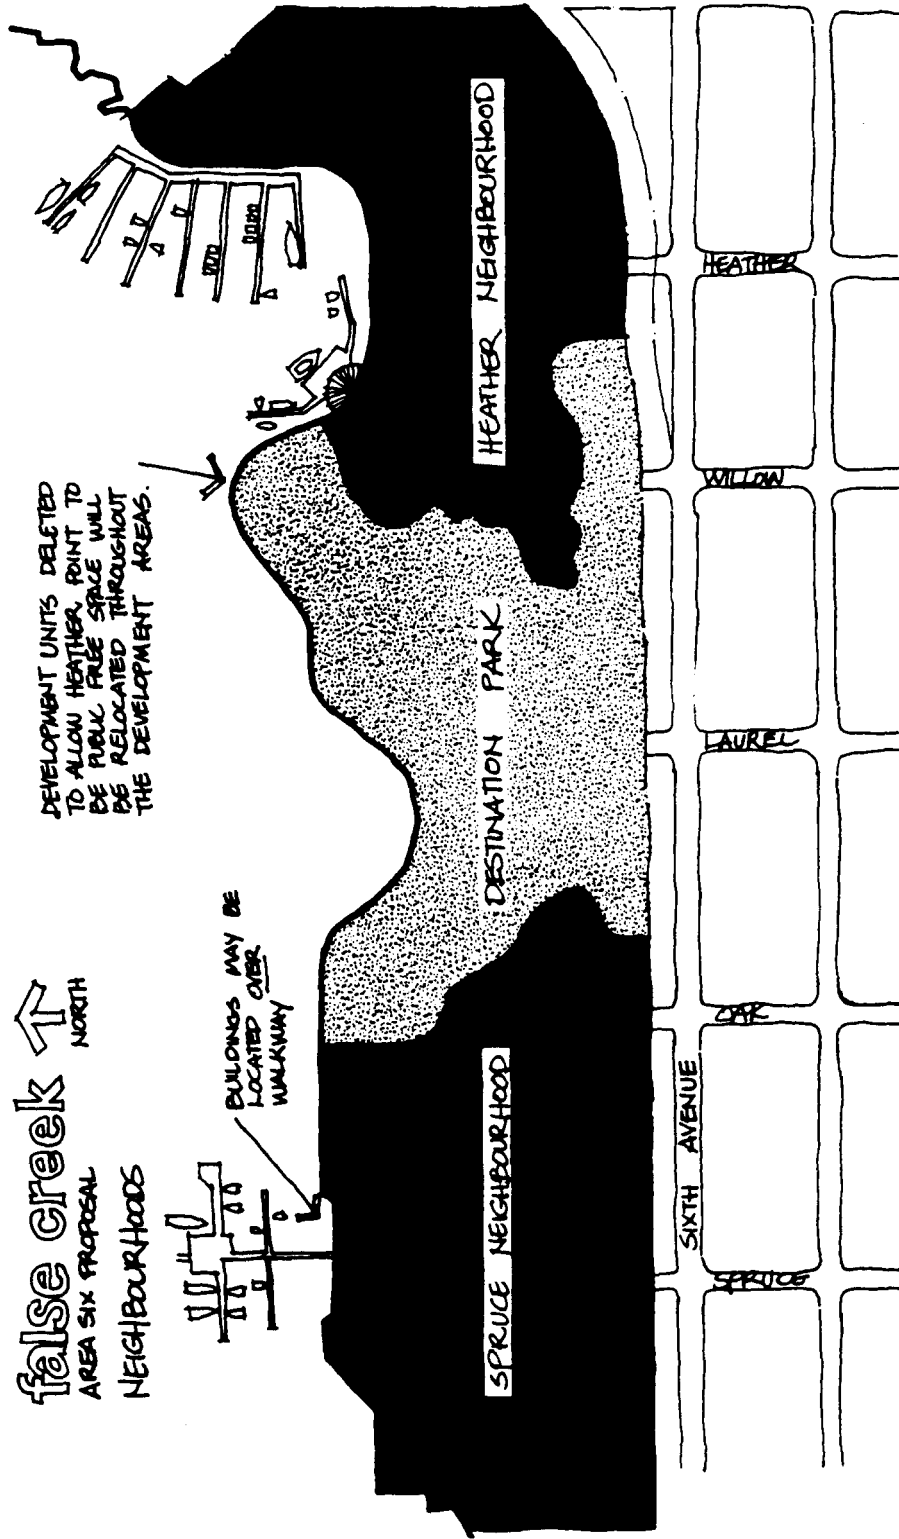 false creek
AREA SIX PROPOSAL
NEIGHBOURHOODS
NORTH
DEVELOPMENT UNITS DELETED
TO ALLOW HEATHER POINT TO
BE PUBLIC FREE SPACE WILL
BE RELOCATED THROUGHOUT
THE DEVELOPMENT AREAS.
BUILDINGS MAY BE
LOCATED OVER
WALKWAY
SPRUCE NEIGHBOURHOOD
DESTINATION PARK
HEATHER NEIGHBOURHOOD
SIXTH AVENUE
SPRUCE
OAK
LAUREL
WILLOW
HEATHER